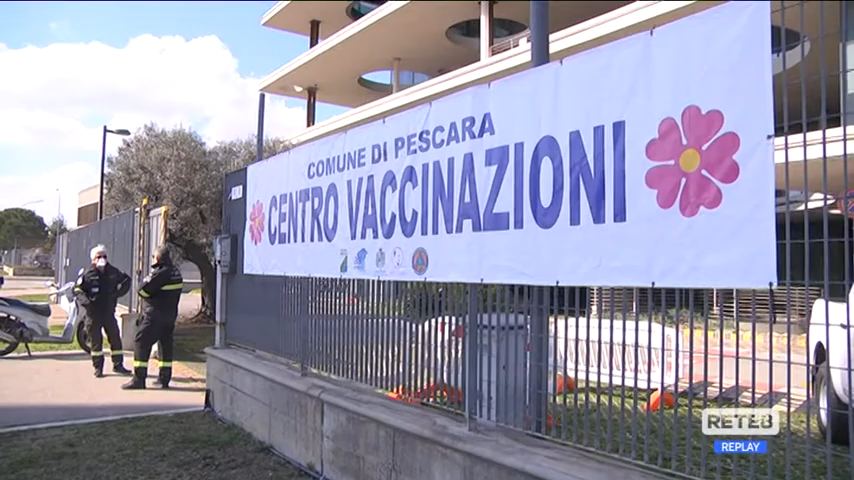 COMUNE DI PESCARA
CENTRO VACCINAZIONI
RETE8
REPLAY